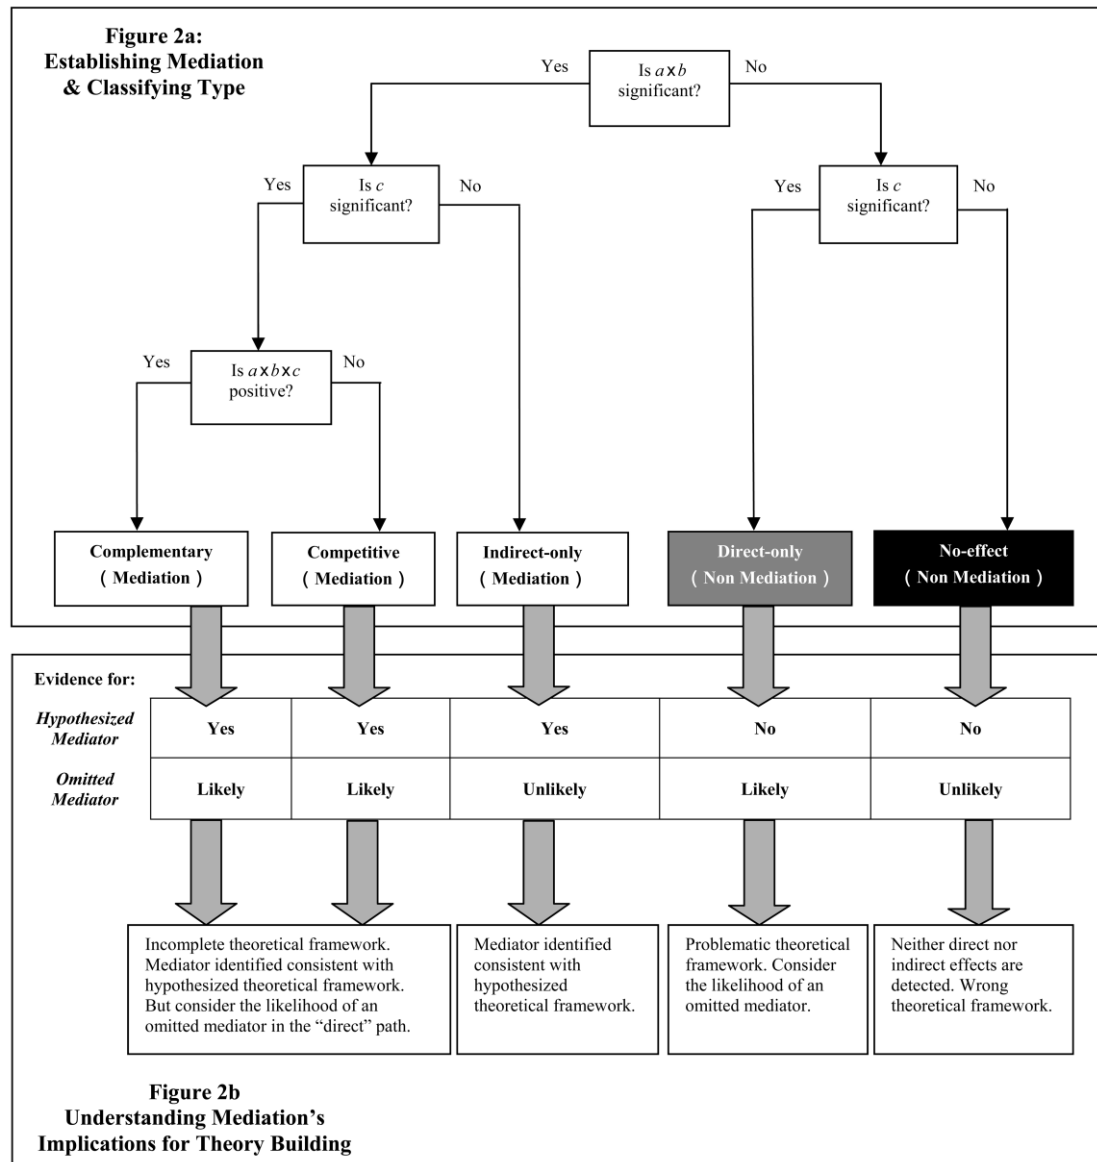 Figure 2a:
Establishing Mediation
& Classifying Type
Yes
Is a x b
significant?
No
Yes
Is c
significant?
No
Yes
Is c
significant?
No
Yes
Is a x b x c
positive?
No
Complementary
( Mediation )
Competitive
( Mediation )
Indirect-only
( Mediation )
Direct-only
( Non Mediation )
No-effect
( Non Mediation )
Evidence for:
Hypothesized
Mediator
Yes
Yes
Yes
No
No
Omitted
Mediator
Likely
Likely
Unlikely
Likely
Unlikely
Incomplete theoretical framework.
Mediator identified consistent with
hypothesized theoretical framework.
But consider the likelihood of an
omitted mediator in the “direct” path.
Mediator identified
consistent with
hypothesized
theoretical framework.
Problematic theoretical
framework. Consider
the likelihood of an
omitted mediator.
Neither direct nor
indirect effects are
detected. Wrong
theoretical framework.
Figure 2b
Understanding Mediation’s
Implications for Theory Building